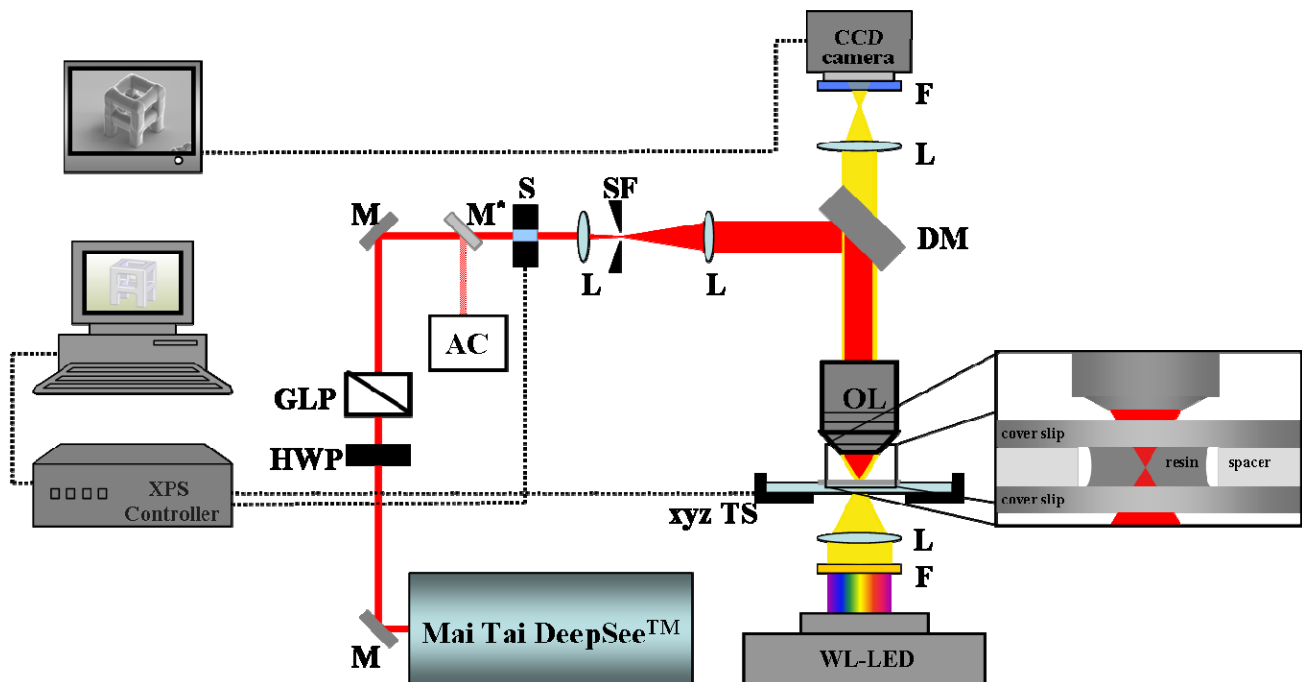 CCD
camera
F
L
S
SF
M
M*
DM
L
L
AC
OL
GLP
cover slip
HWP
resin
spacer
XPS
Controller
cover slip
xyz TS
L
F
Mai Tai DeepSee™
M
WL-LED